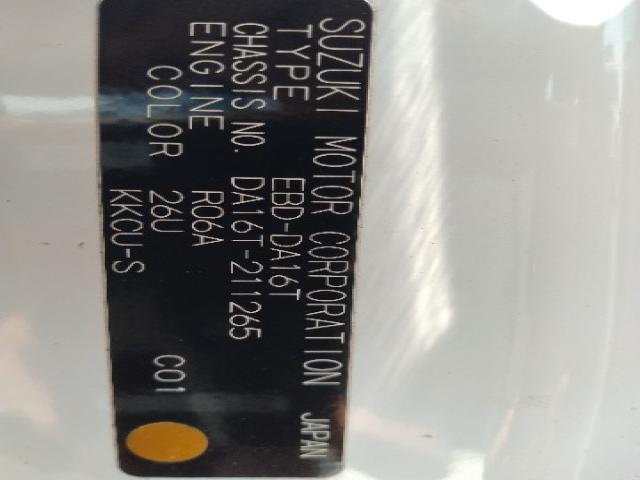 SUZUKI MOTOR CORPORATION JAPAN
TYPE EBD-DA16T
CHASSIS NO. DA16T-211265
ENGINE R06A
COLOR 26U C01
KKCU-S